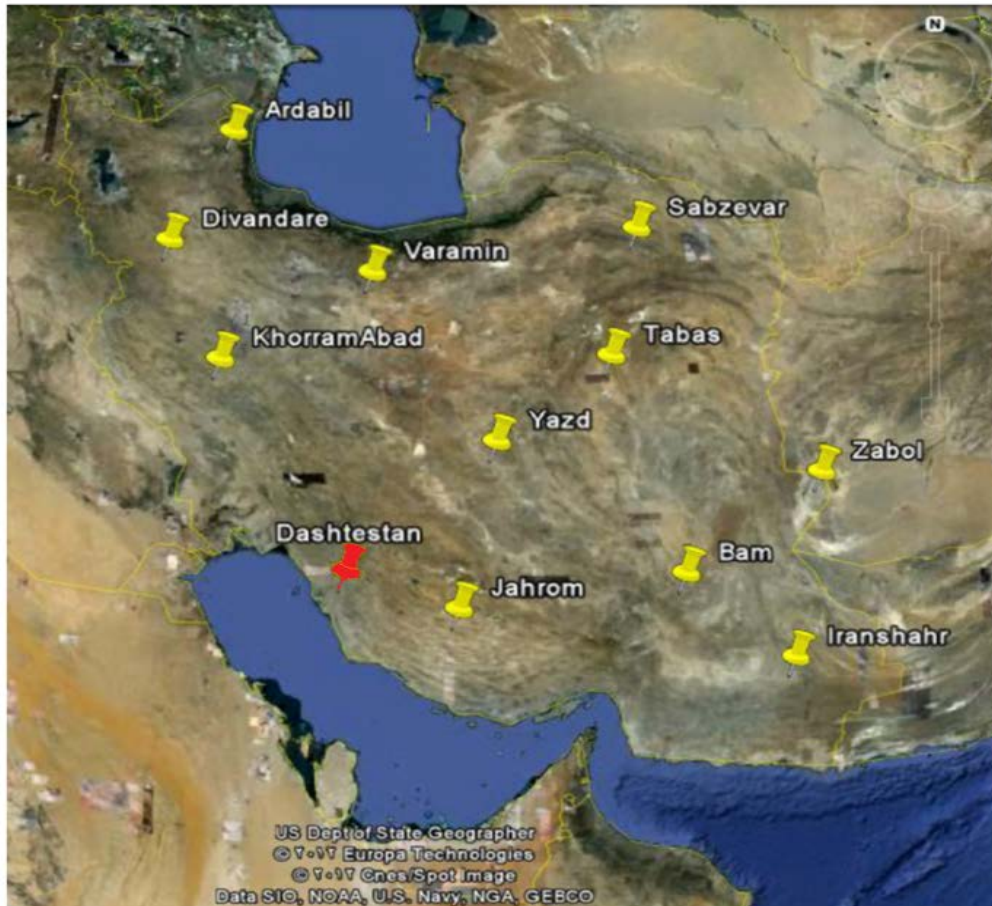 N
Ardabil
Divandare
Sabzevar
Varamin
KhorramAbad
Tabas
Yazd
Zabol
Dashtestan
Bam
Jahrom
Iranshahr
US Dept of State Geographer
© ٢٠١٢ Europa Technologies
© ٢٠١٢ Cnes/Spot Image
Data SIO, NOAA, U.S. Navy, NGA, GEBCO